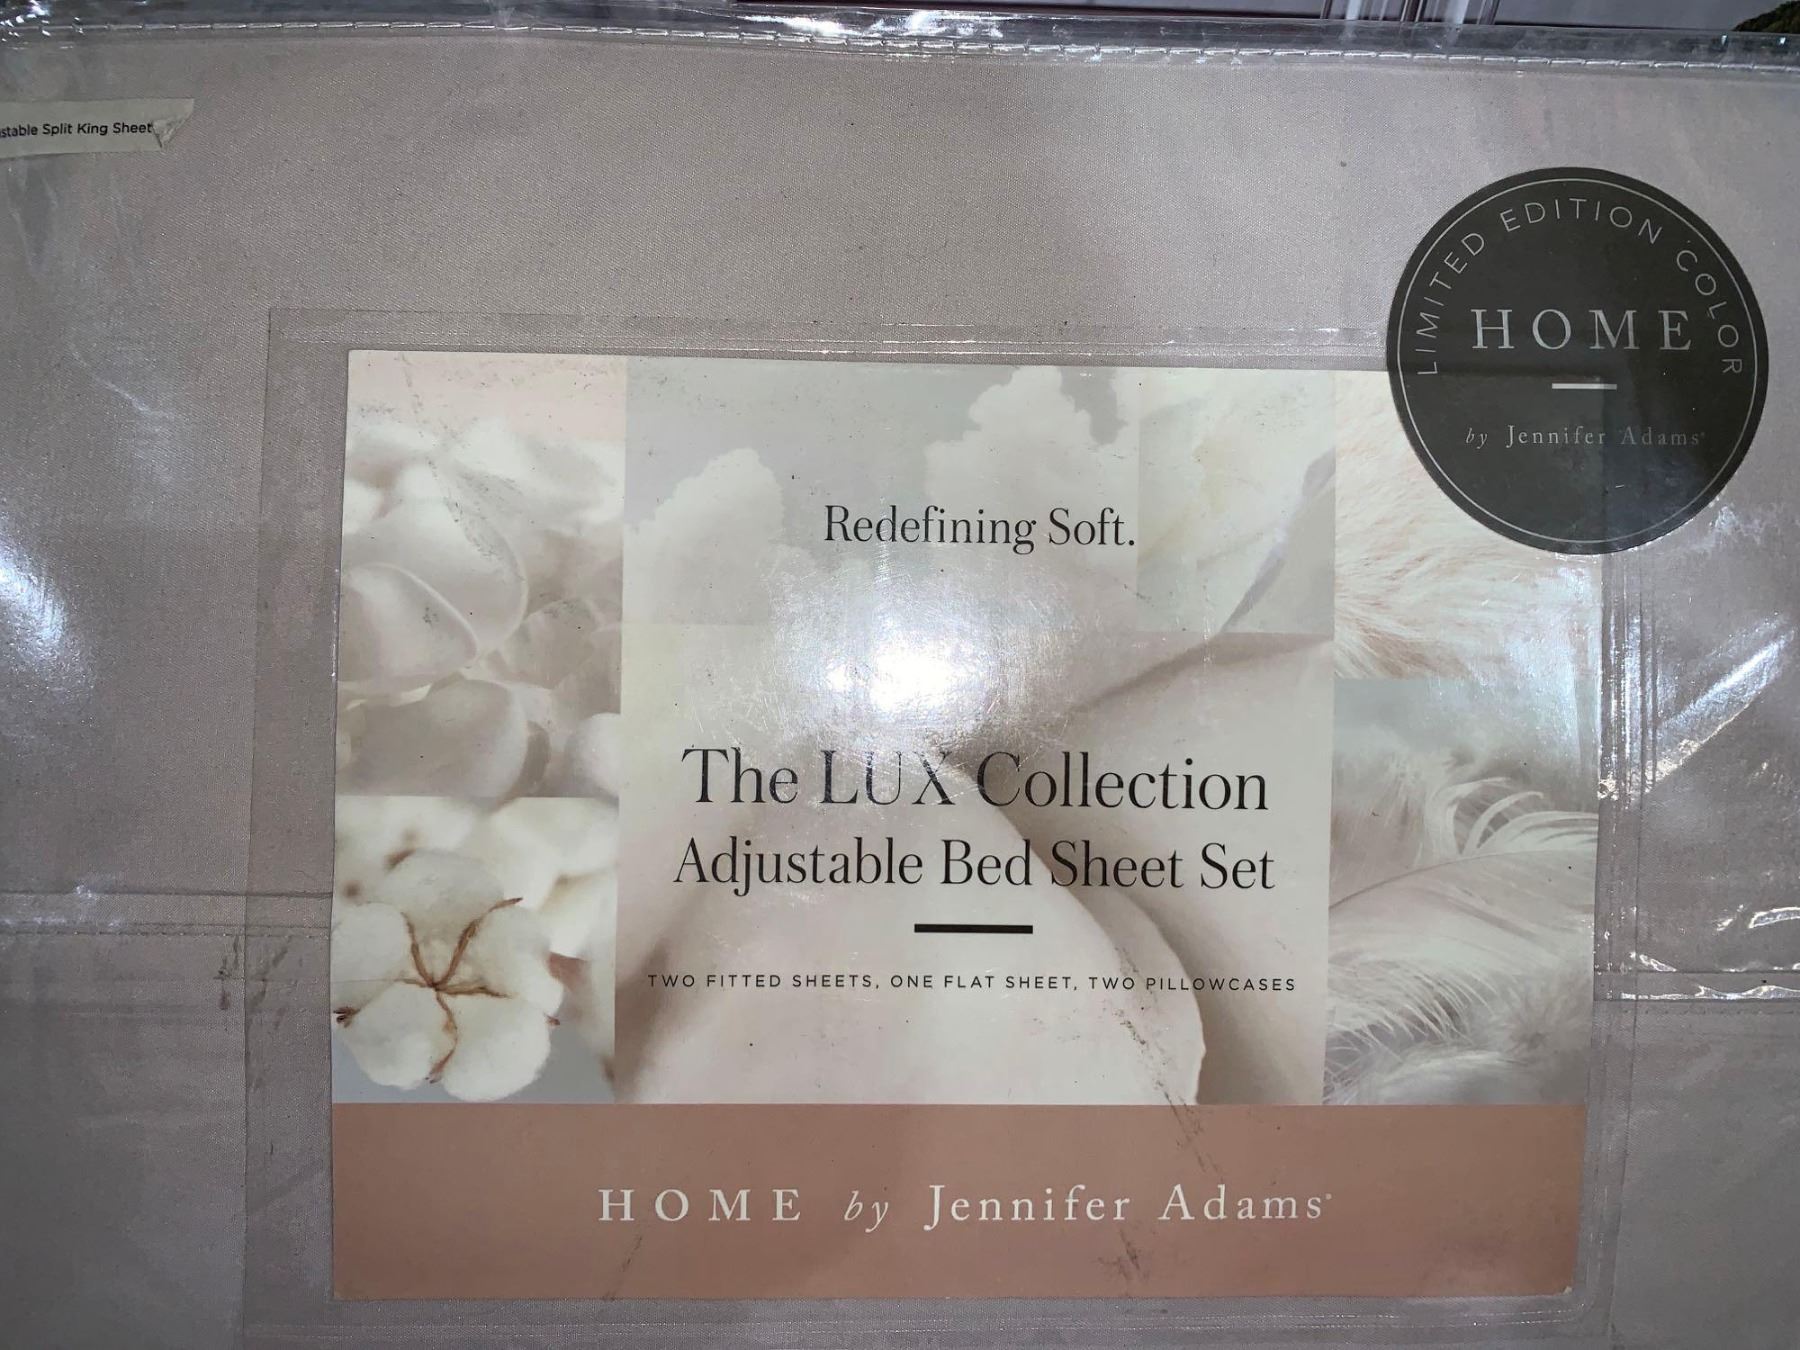 Split King Sheet
LIMITED EDITION COLOR
HOME
by Jennifer Adams
Redefining Soft.
The LUX Collection
Adjustable Bed Sheet Set
TWO FITTED SHEETS, ONE FLAT SHEET, TWO PILLOWCASES
HOME by Jennifer Adams